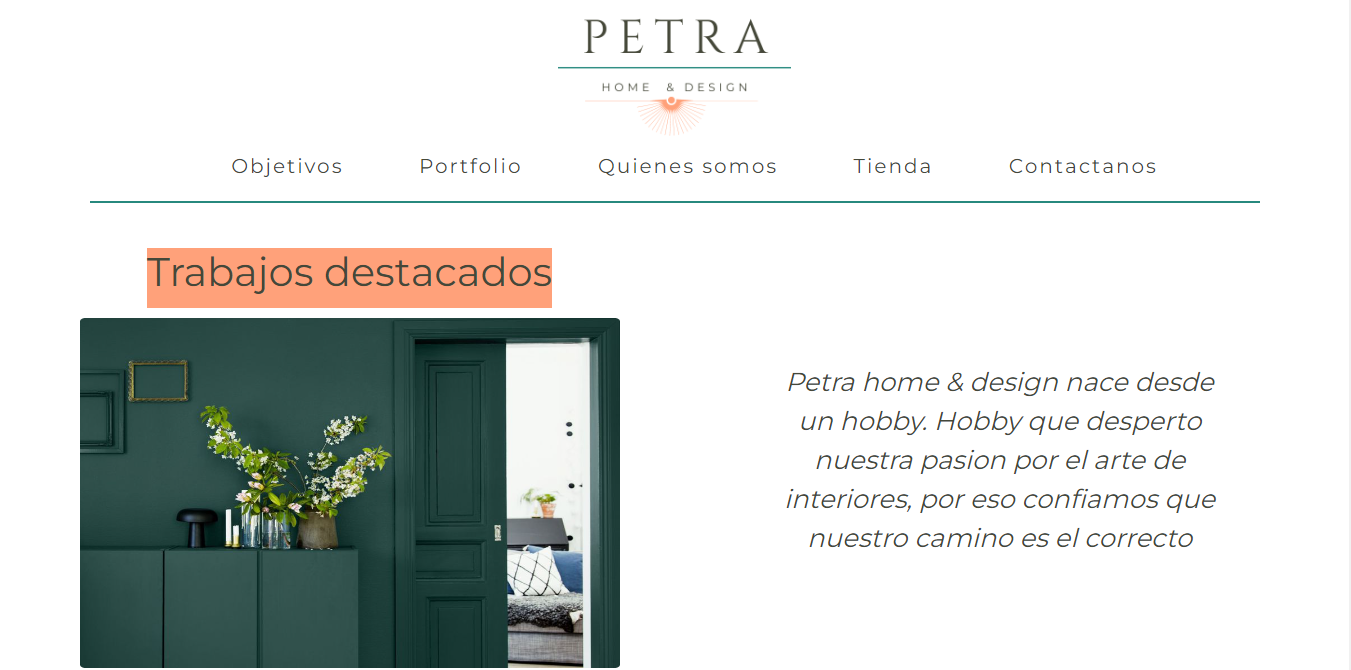 PETRA
HOME & DESIGN
Objetivos Portfolio Quienes somos Tienda Contactanos
Trabajos destacados
Petra home & design nace desde
un hobby. Hobby que desperto
nuestra pasion por el arte de
interiores, por eso confiamos que
nuestro camino es el correcto